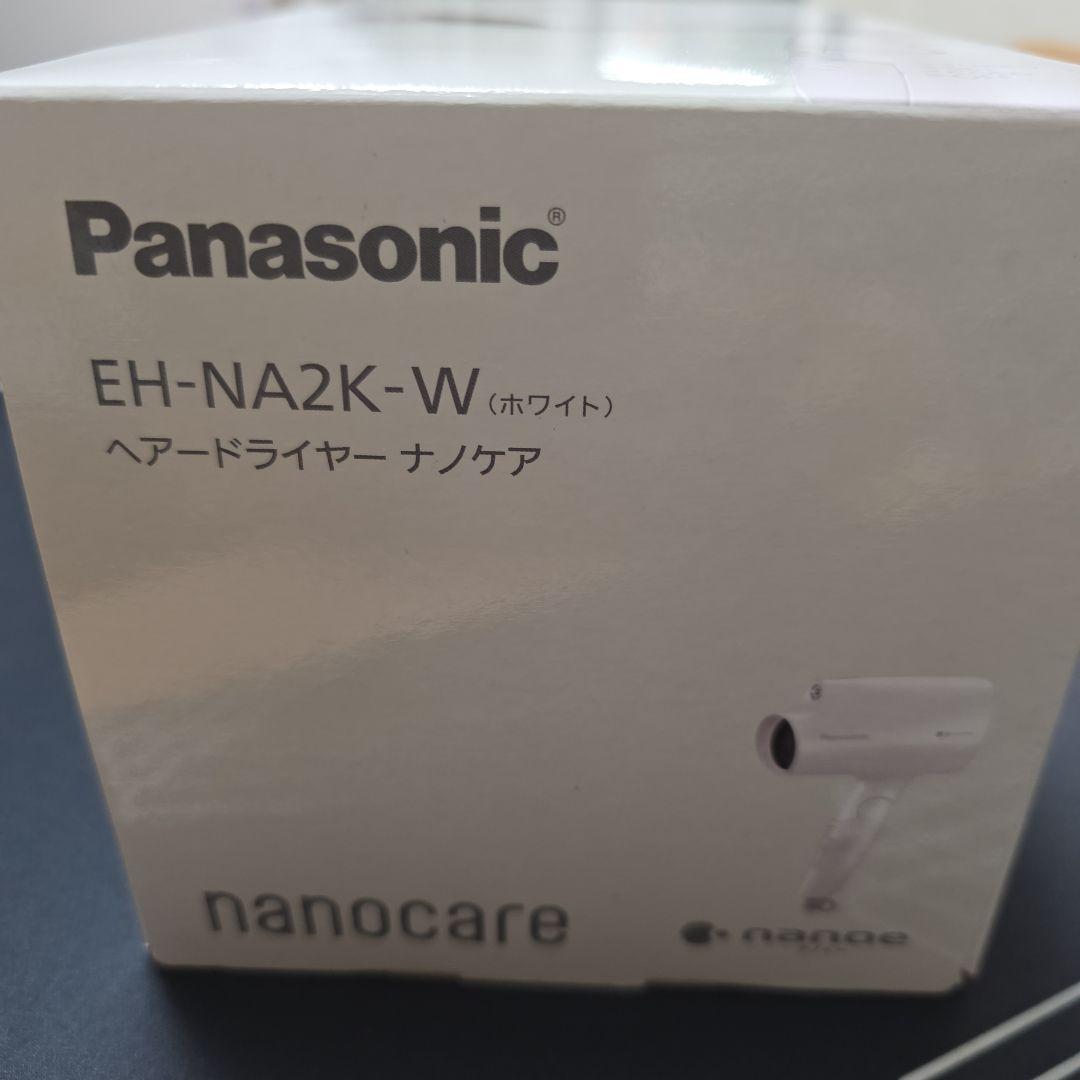 Panasonic®
EH-NA2K-W（ホワイト）
ヘアードライヤー ナノケア
Panasonic
nanocare
nanoe